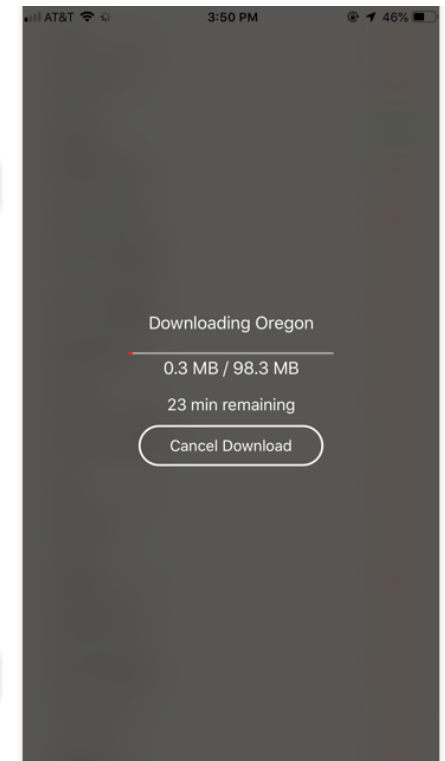 AT&T 3:50 PM 46%
Downloading Oregon
0.3 MB / 98.3 MB
23 min remaining
Cancel Download